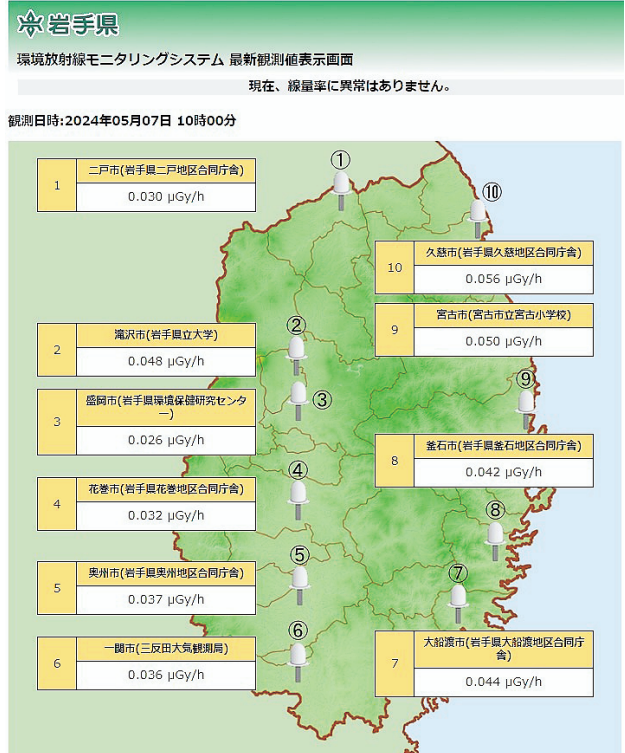 岩手県
環境放射線モニタリングシステム 最新観測値表示画面
現在、線量率に異常はありません。
観測日時:2024年05月07日 10時00分
①
1
二戸市(岩手県二戸地区合同庁舎)
0.030 μGy/h
⑩
10
久慈市(岩手県久慈地区合同庁舎)
0.056 μGy/h
9
宮古市(宮古市立宮古小学校)
0.050 μGy/h
②
2
滝沢市(岩手県立大学)
0.048 μGy/h
③
⑨
3
盛岡市(岩手県環境保健研究センタ
ー)
0.026 μGy/h
8
釜石市(岩手県釜石地区合同庁舎)
0.042 μGy/h
④
4
花巻市(岩手県花巻地区合同庁舎)
0.032 μGy/h
⑧
⑤
5
奥州市(岩手県奥州地区合同庁舎)
0.037 μGy/h
⑦
⑥
6
一関市(三反田大気観測局)
0.036 μGy/h
7
大船渡市(岩手県大船渡地区合同庁
舎)
0.044 μGy/h